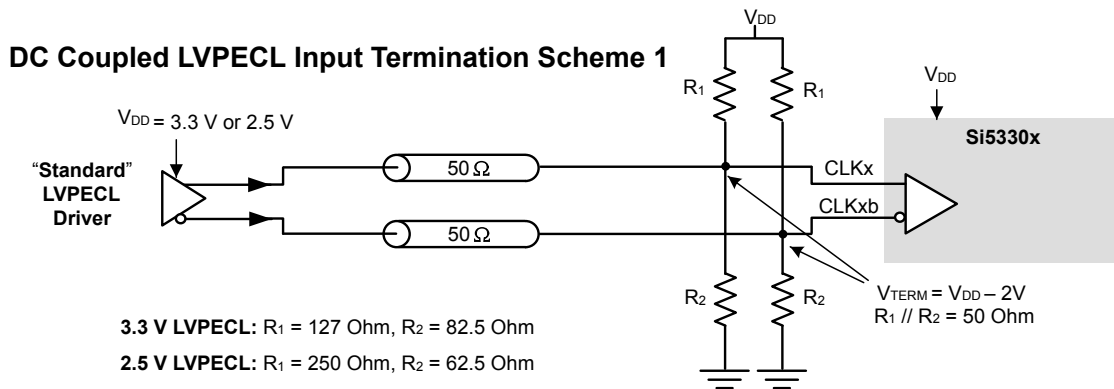 DC Coupled LVPECL Input Termination Scheme 1
VDD
R1
R1
VDD
VDD = 3.3 V or 2.5 V
Si5330x
“Standard”
LVPECL
Driver
50 Ω
CLKx
50 Ω
CLKxb
R2
R2
VTERM = VDD – 2V
R1 // R2 = 50 Ohm
3.3 V LVPECL: R1 = 127 Ohm, R2 = 82.5 Ohm
2.5 V LVPECL: R1 = 250 Ohm, R2 = 62.5 Ohm